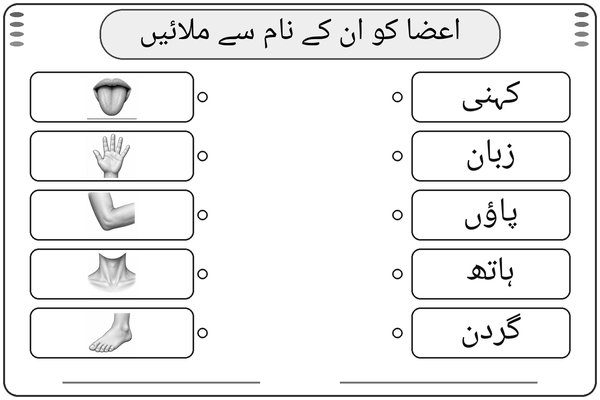 اعضا کو ان کے نام سے ملائیں
کہنی
زبان
پاؤں
ہاتھ
گردن